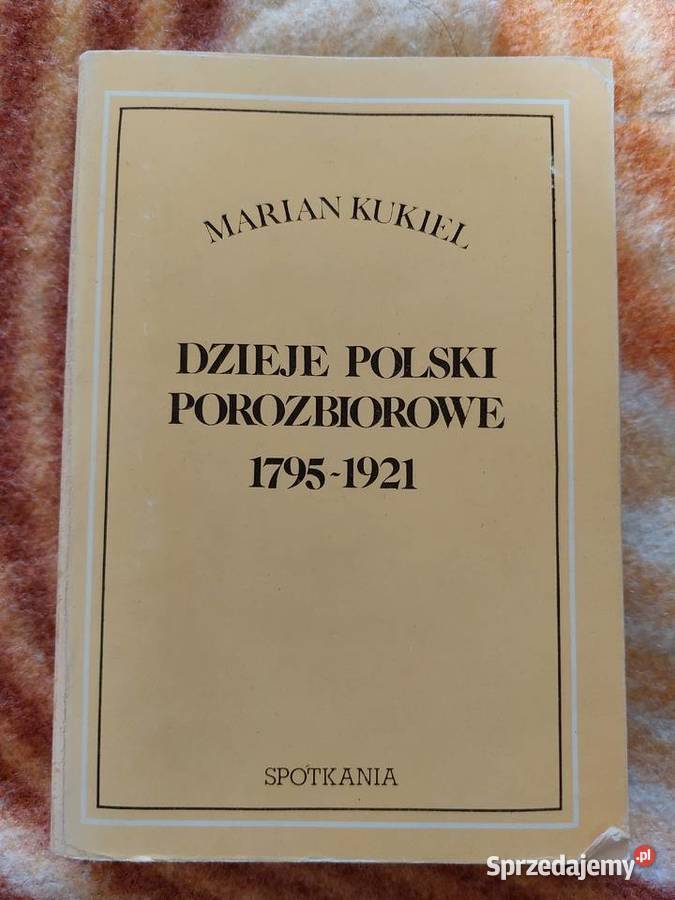 MARIAN KUKIEL
DZIEJE POLSKI
POROZBIOROWE
1795-1921
SPOTKANIA
Sprzedajemy.pl